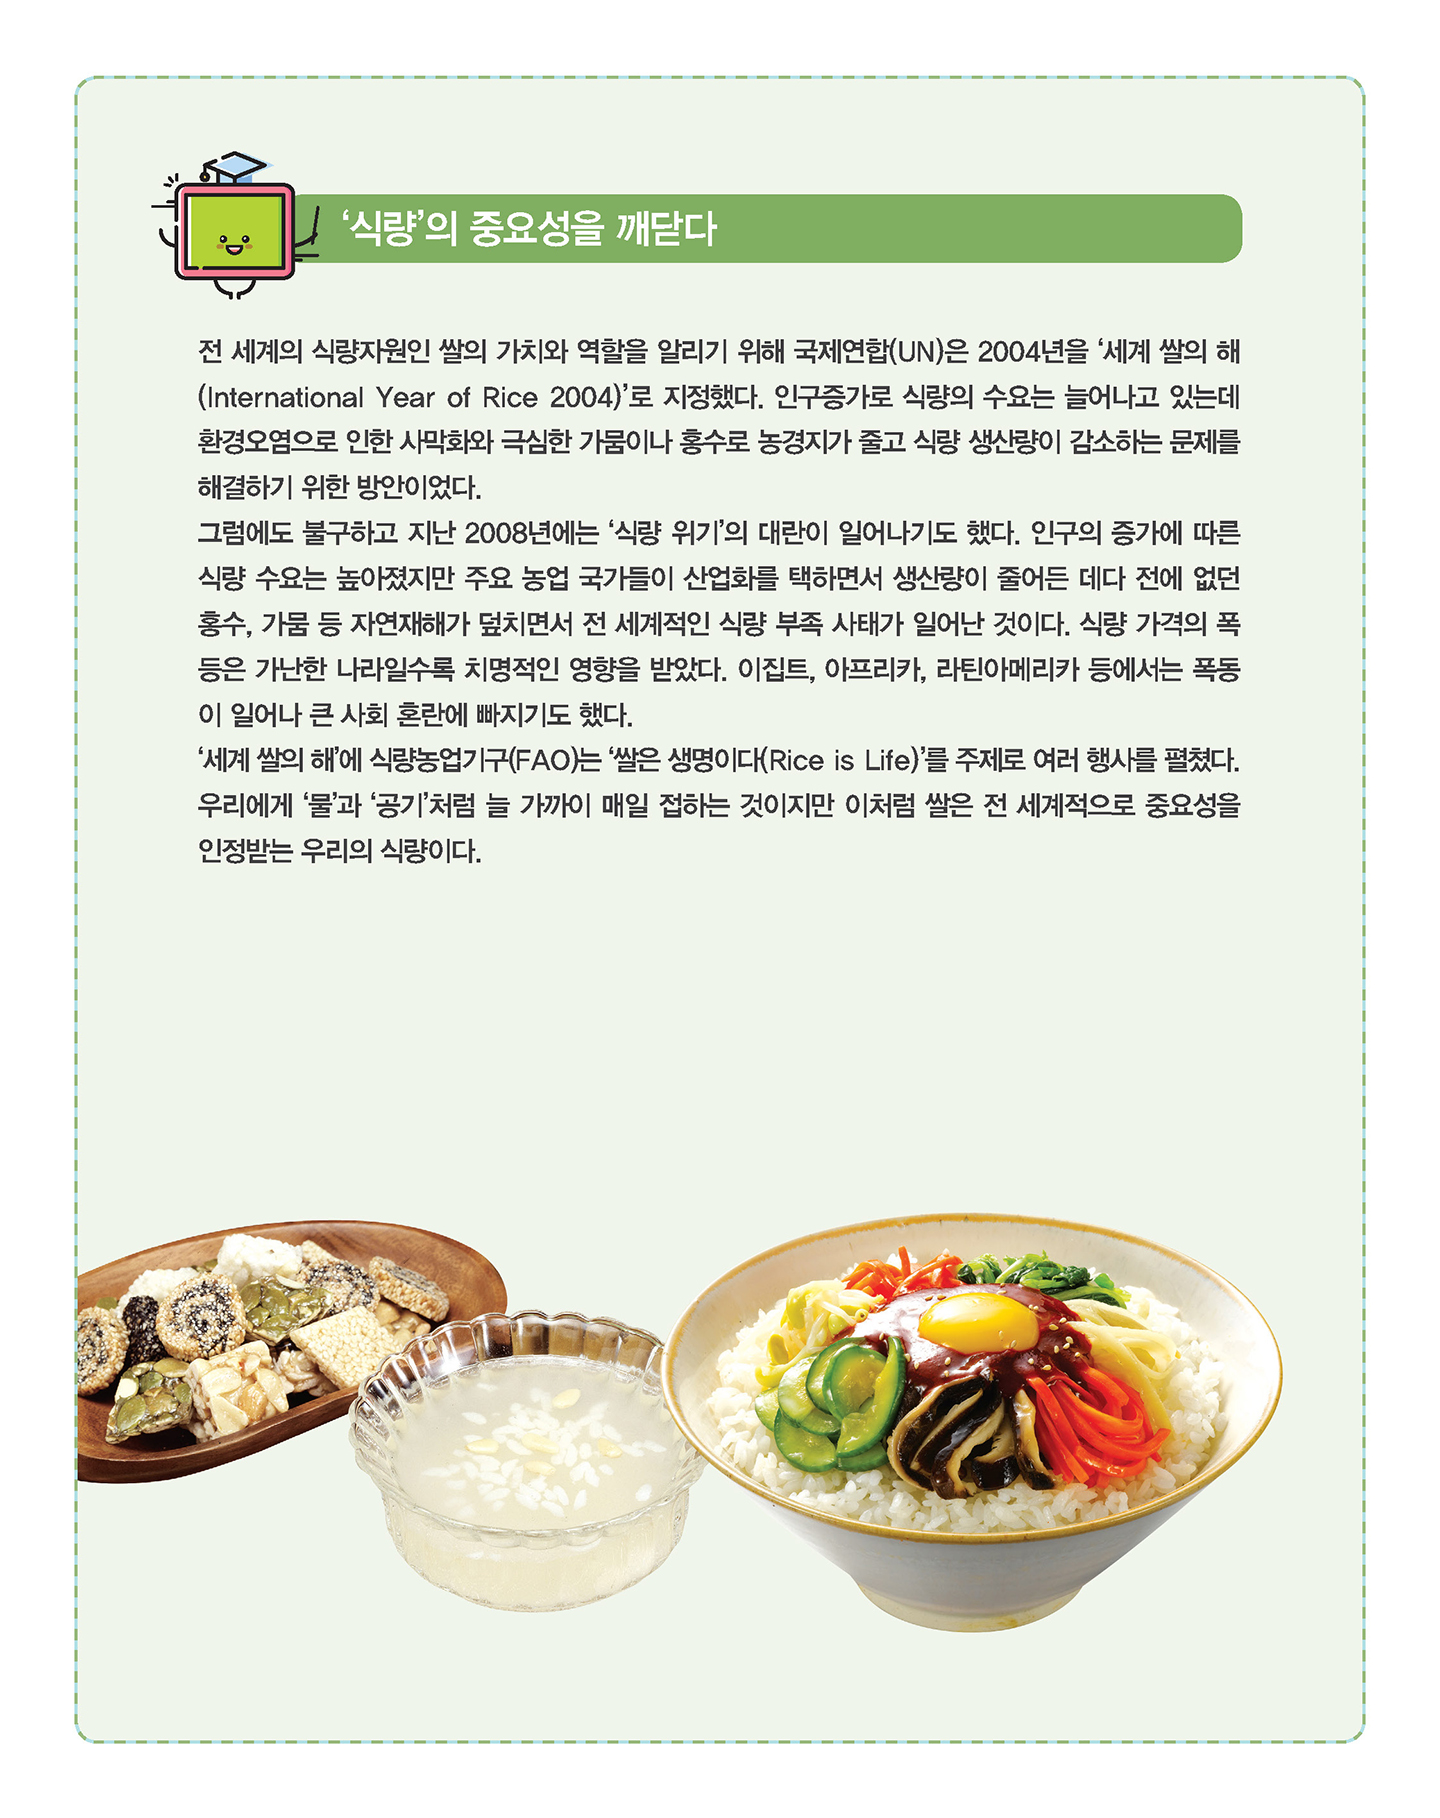 ‘식량’의 중요성을 깨닫다
전 세계의 식량자원인 쌀의 가치와 역할을 알리기 위해 국제연합(UN)은 2004년을 ‘세계 쌀의 해
(International Year of Rice 2004)’로 지정했다. 인구증가로 식량의 수요는 늘어나고 있는데
환경오염으로 인한 사막화와 극심한 가뭄이나 홍수로 농경지가 줄고 식량 생산량이 감소하는 문제를
해결하기 위한 방안이었다.
그럼에도 불구하고 지난 2008년에는 ‘식량 위기’의 대란이 일어나기도 했다. 인구의 증가에 따른
식량 수요는 높아졌지만 주요 농업 국가들이 산업화를 택하면서 생산량이 줄어든 데다 전에 없던
홍수, 가뭄 등 자연재해가 덮치면서 전 세계적인 식량 부족 사태가 일어난 것이다. 식량 가격의 폭
등은 가난한 나라일수록 치명적인 영향을 받았다. 이집트, 아프리카, 라틴아메리카 등에서는 폭동
이 일어나 큰 사회 혼란에 빠지기도 했다.
‘세계 쌀의 해’에 식량농업기구(FAO)는 ‘쌀은 생명이다(Rice is Life)’를 주제로 여러 행사를 펼쳤다.
우리에게 ‘물’과 ‘공기’처럼 늘 가까이 매일 접하는 것이지만 이처럼 쌀은 전 세계적으로 중요성을
인정받는 우리의 식량이다.